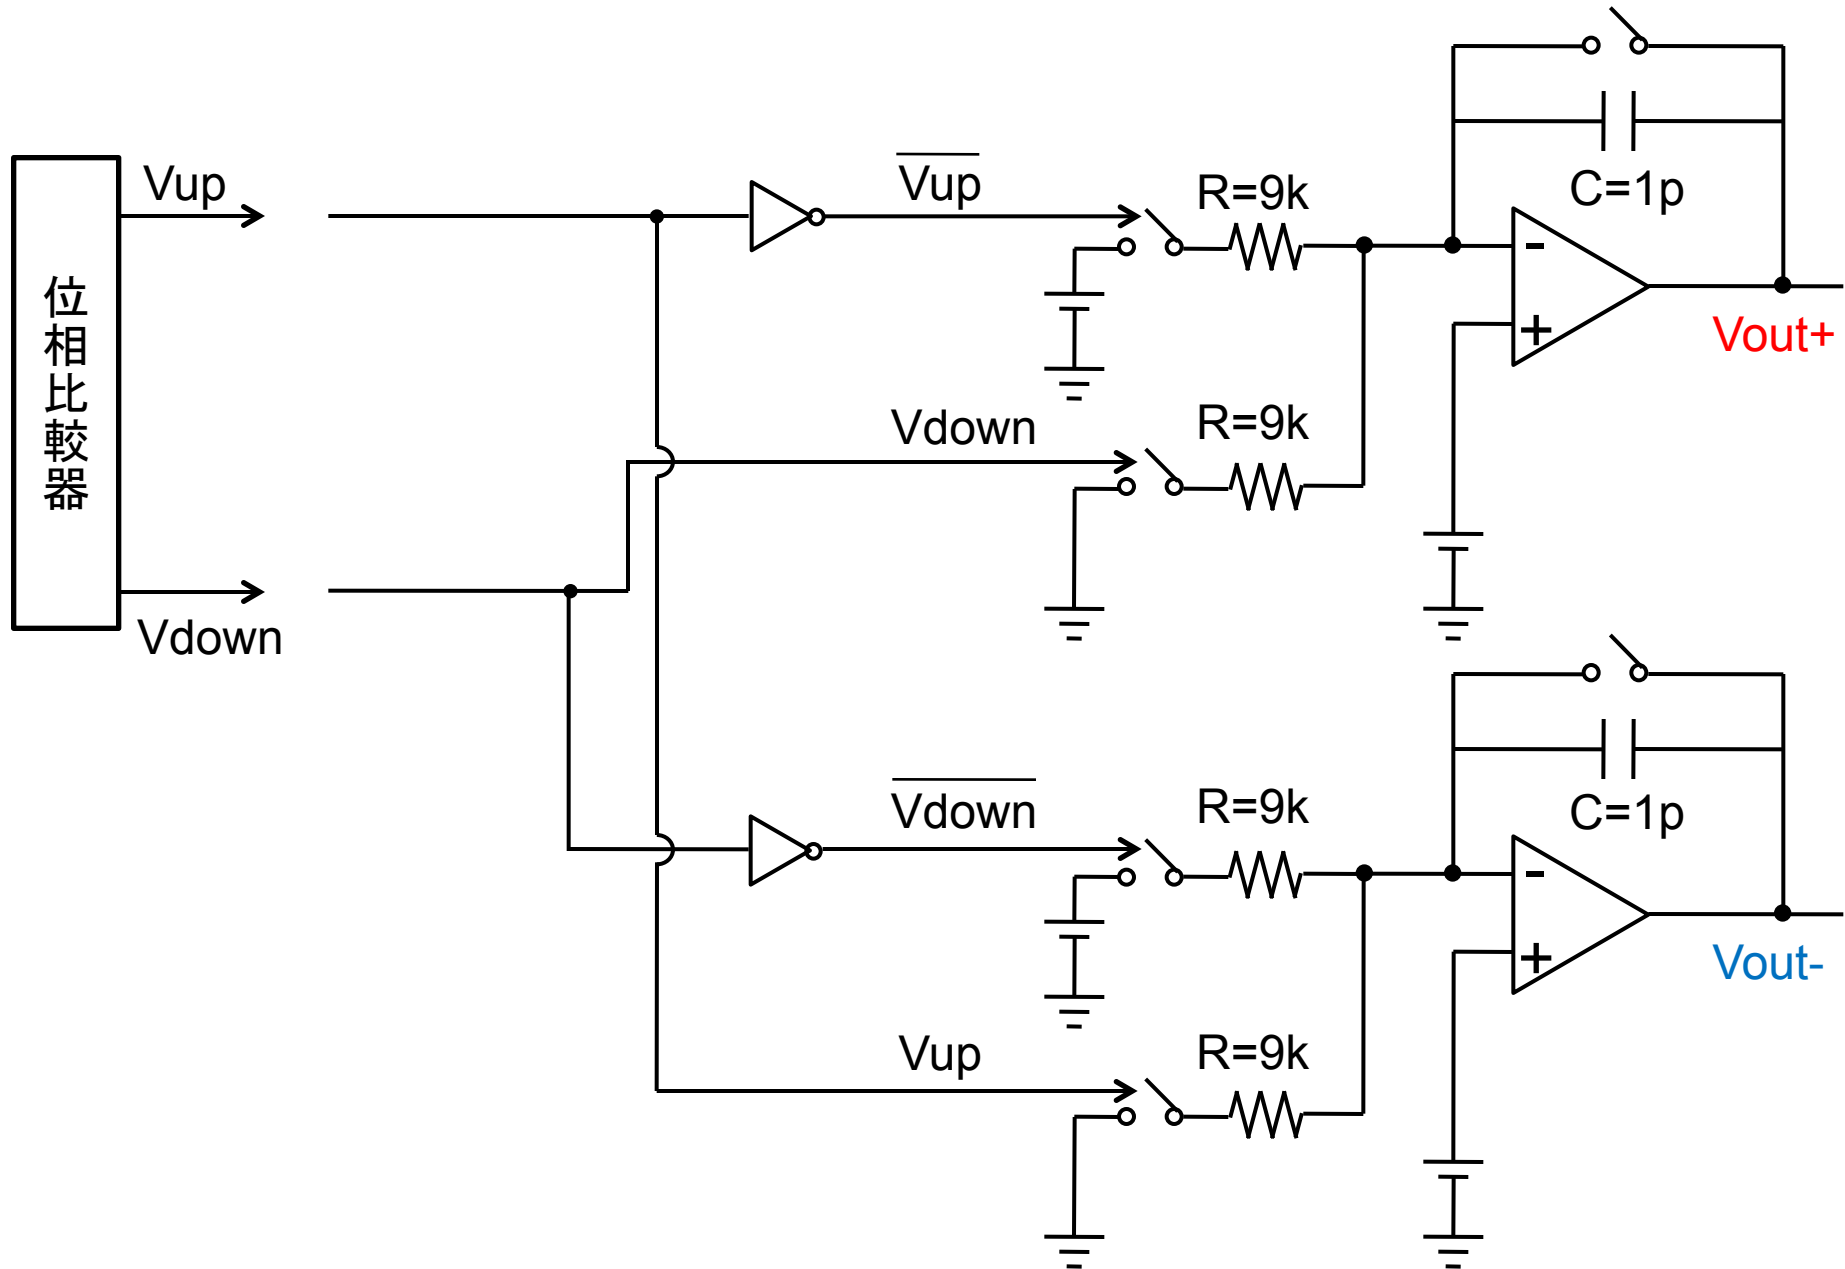 Vup
位相比較器
Vdown
Vup
R=9k
C=1p
-
+
Vout+
Vdown
R=9k
Vdown
R=9k
C=1p
-
+
Vout-
Vup
R=9k